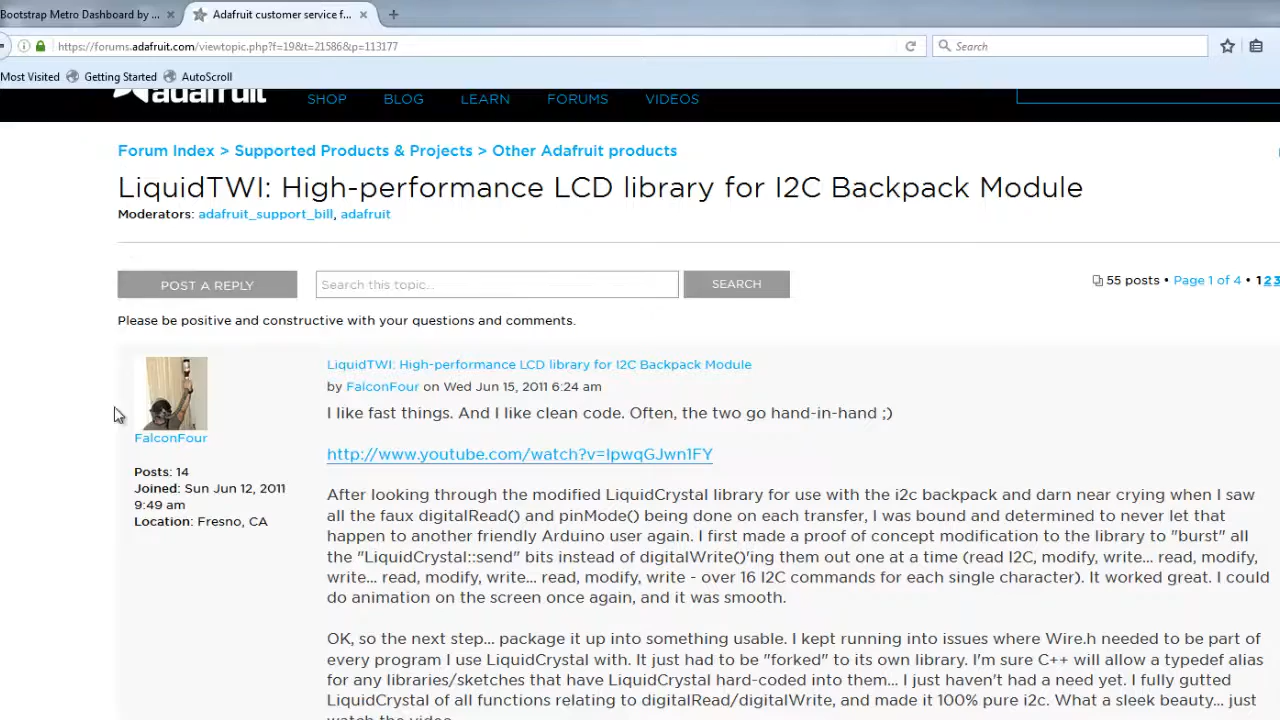 Bootstrap Metro Dashboard by ...
Adafruit customer service f...
https://forums.adafruit.com/viewtopic.php?f=19&t=21586&p=113177
Search
Most Visited Getting Started AutoScroll
adafruit SHOP BLOG LEARN FORUMS VIDEOS
Forum Index > Supported Products & Projects > Other Adafruit products
LiquidTWI: High-performance LCD library for I2C Backpack Module
Moderators: adafruit_support_bill, adafruit
POST A REPLY
Search this topic..
SEARCH
55 posts • Page 1 of 4 • 1 2 3
Please be positive and constructive with your questions and comments.
LiquidTWI: High-performance LCD library for I2C Backpack Module
by FalconFour on Wed Jun 15, 2011 6:24 am
FalconFour
Posts: 14
Joined: Sun Jun 12, 2011
9:49 am
Location: Fresno, CA
I like fast things. And I like clean code. Often, the two go hand-in-hand ;)
http://www.youtube.com/watch?v=IpwqGJwn1FY
After looking through the modified LiquidCrystal library for use with the i2c backpack and darn near crying when I saw
all the faux digitalRead() and pinMode() being done on each transfer, I was bound and determined to never let that
happen to another friendly Arduino user again. I first made a proof of concept modification to the library to "burst" all
the "LiquidCrystal::send" bits instead of digitalWrite()'ing them out one at a time (read I2C, modify, write... read, modify,
write... read, modify, write... read, modify, write - over 16 I2C commands for each single character). It worked great. I could
do animation on the screen once again, and it was smooth.
OK, so the next step... package it up into something usable. I kept running into issues where Wire.h needed to be part of
every program I use LiquidCrystal with. It just had to be "forked" to its own library. I'm sure C++ will allow a typedef alias
for any libraries/sketches that have LiquidCrystal hard-coded into them... I just haven't had a need yet. I fully gutted
LiquidCrystal of all functions relating to digitalRead/digitalWrite, and made it 100% pure i2c. What a sleek beauty... just
watch the video